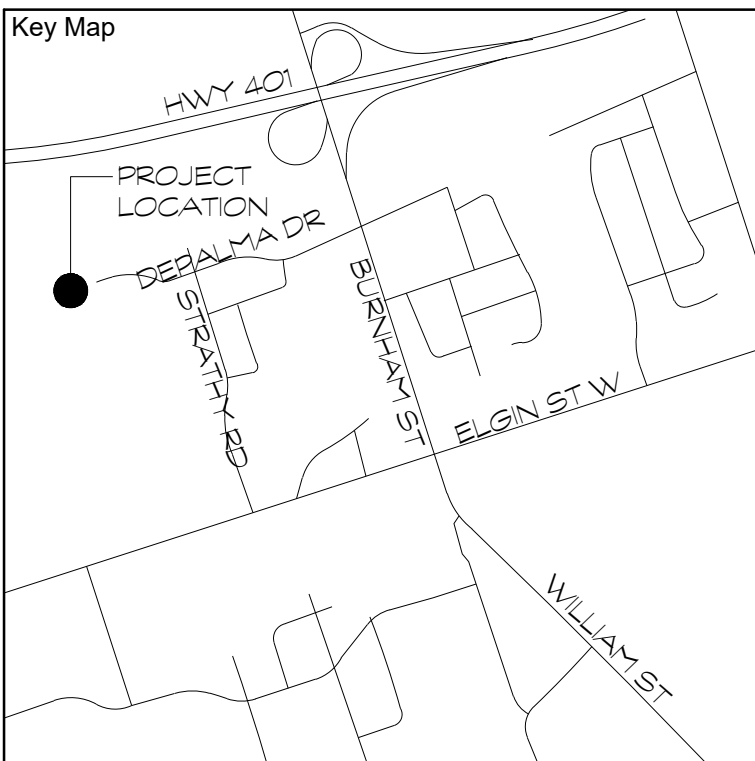 Key Map
HWY 401
PROJECT
LOCATION
DEPALMA DR
STRATHY RD
BURNHAM ST
ELGIN ST W
WILLIAM ST